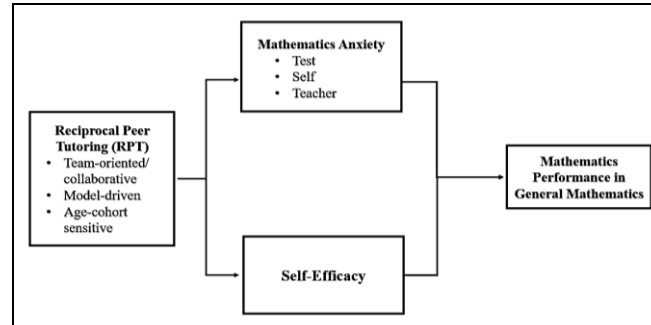 Mathematics Anxiety
• Test
• Self
• Teacher
Reciprocal Peer
Tutoring (RPT)
• Team-oriented/
collaborative
• Model-driven
• Age-cohort
sensitive
Mathematics
Performance in
General Mathematics
Self-Efficacy